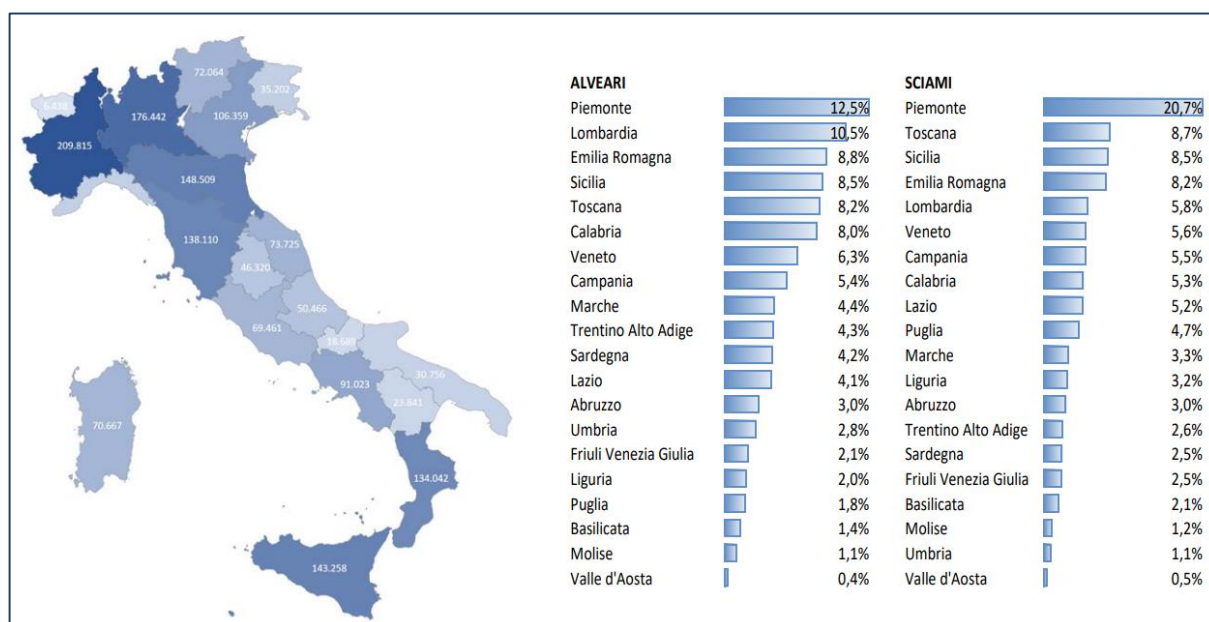 72.064
35.202
6.438
176.442
106.359
209.815
148.509
138.110
73.725
46.320
50.466
69.461
18.689
30.756
91.023
23.841
70.667
134.042
143.258
ALVEARI
Piemonte 12,5%
Lombardia 10,5%
Emilia Romagna 8,8%
Sicilia 8,5%
Toscana 8,2%
Calabria 8,0%
Veneto 6,3%
Campania 5,4%
Marche 4,4%
Trentino Alto Adige 4,3%
Sardegna 4,2%
Lazio 4,1%
Abruzzo 3,0%
Umbria 2,8%
Friuli Venezia Giulia 2,1%
Liguria 2,0%
Puglia 1,8%
Basilicata 1,4%
Molise 1,1%
Valle d'Aosta 0,4%
SCIAMI
Piemonte 20,7%
Toscana 8,7%
Sicilia 8,5%
Emilia Romagna 8,2%
Lombardia 5,8%
Veneto 5,6%
Campania 5,5%
Calabria 5,3%
Lazio 5,2%
Puglia 4,7%
Marche 3,3%
Liguria 3,2%
Abruzzo 3,0%
Trentino Alto Adige 2,6%
Sardegna 2,5%
Friuli Venezia Giulia 2,5%
Basilicata 2,1%
Molise 1,2%
Umbria 1,1%
Valle d'Aosta 0,5%